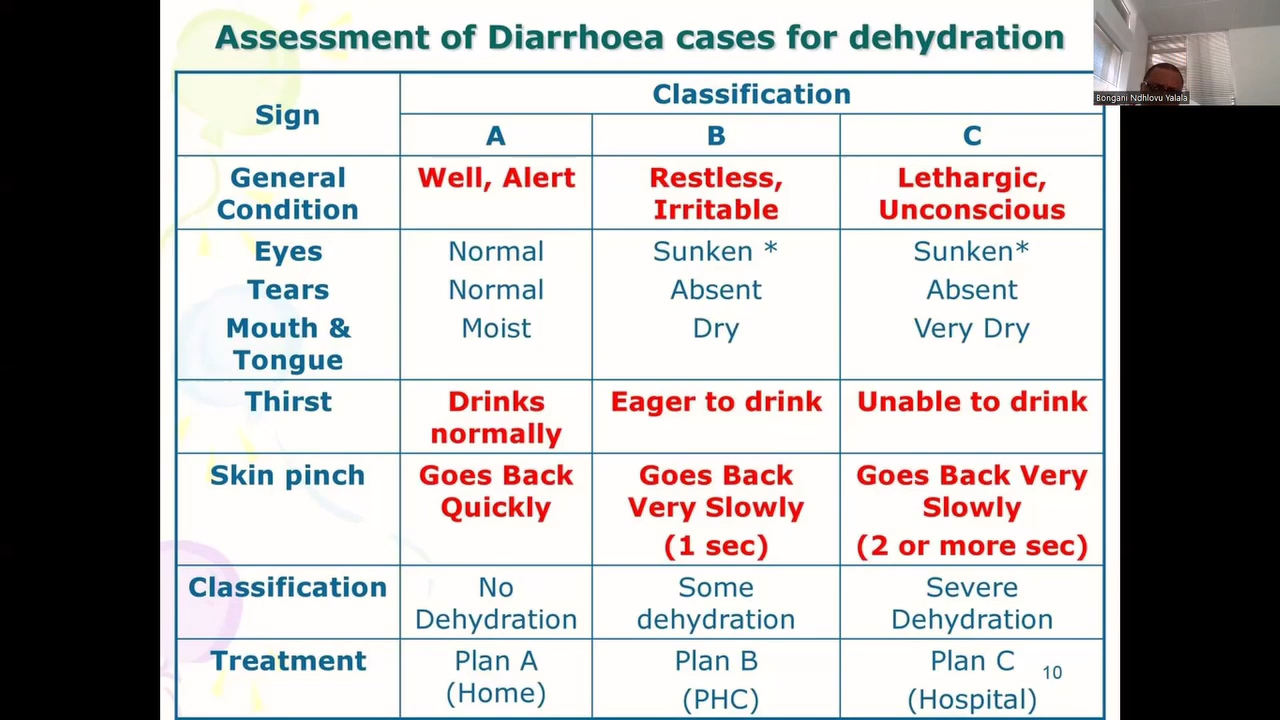 Assessment of Diarrhoea cases for dehydration
Bongani Ndhlovu Yalala
Sign
Classification
A
B
C
General
Condition
Well, Alert
Restless,
Irritable
Lethargic,
Unconscious
Eyes
Normal
Sunken *
Sunken*
Tears
Normal
Absent
Absent
Mouth &
Tongue
Moist
Dry
Very Dry
Thirst
Drinks
normally
Eager to drink
Unable to drink
Skin pinch
Goes Back
Quickly
Goes Back
Very Slowly
(1 sec)
Goes Back Very
Slowly
(2 or more sec)
Classification
No
Dehydration
Some
dehydration
Severe
Dehydration
Treatment
Plan A
(Home)
Plan B
(PHC)
Plan C
(Hospital)
10